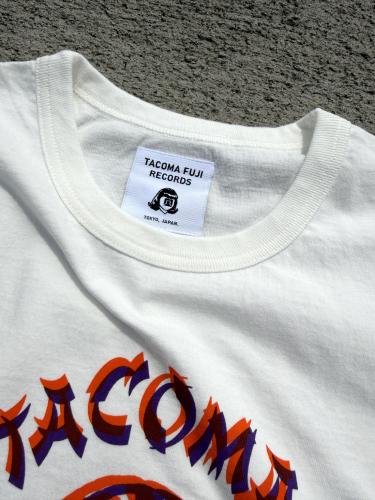 TACOMA FUJI
RECORDS
TOKYO, JAPAN.
TACOMA